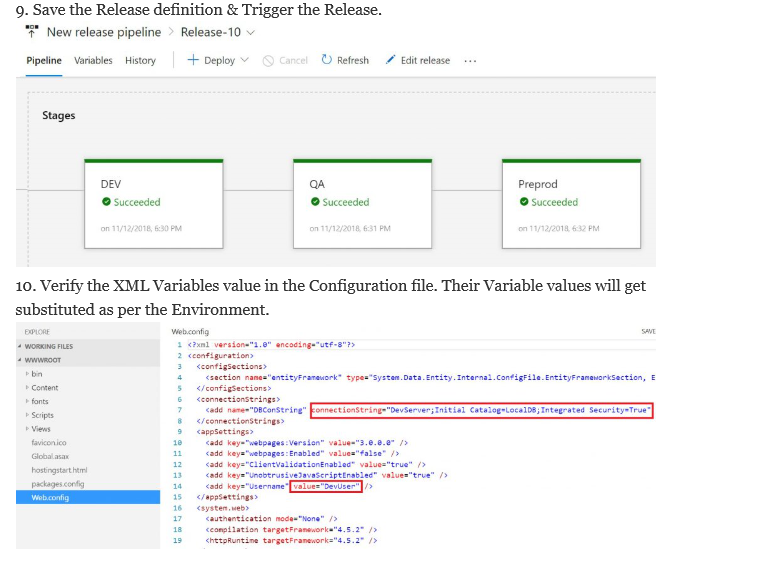 9. Save the Release definition & Trigger the Release.
New release pipeline > Release-10
Pipeline Variables History + Deploy Cancel Refresh Edit release ...
Stages
DEV
Succeeded
on 11/12/2018, 6:30 PM
QA
Succeeded
on 11/12/2018, 6:31 PM
Preprod
Succeeded
on 11/12/2018, 6:32 PM
10. Verify the XML Variables value in the Configuration file. Their Variable values will get
substituted as per the Environment.
EXPLORE
WORKING FILES
WWWROOT
bin
Content
fonts
Scripts
Views
favicon.ico
Global.asax
hostingstart.html
packages.config
Web.config
Web.config SAVE
1 <?xml version="1.0" encoding="utf-8"?>
2 <configuration>
3 <configSections>
4 <section name="entityFramework" type="System.Data.Entity.Internal.ConfigFile.EntityFrameworkSection, E
5 </configSections>
6 <connectionStrings>
7 <add name="DBConString" connectionString="DevServer;Initial Catalog=LocalDB;Integrated Security=True"
8 </connectionStrings>
9 <appSettings>
10 <add key="webpages:Version" value="3.0.0.0" />
11 <add key="webpages:Enabled" value="false" />
12 <add key="ClientValidationEnabled" value="true" />
13 <add key="UnobtrusiveJavaScriptEnabled" value="true" />
14 <add key="Username" value="DevUser" />
15 </appSettings>
16 <system.web>
17 <authentication mode="None" />
18 <compilation targetFramework="4.5.2" />
19 <httpRuntime targetFramework="4.5.2" />